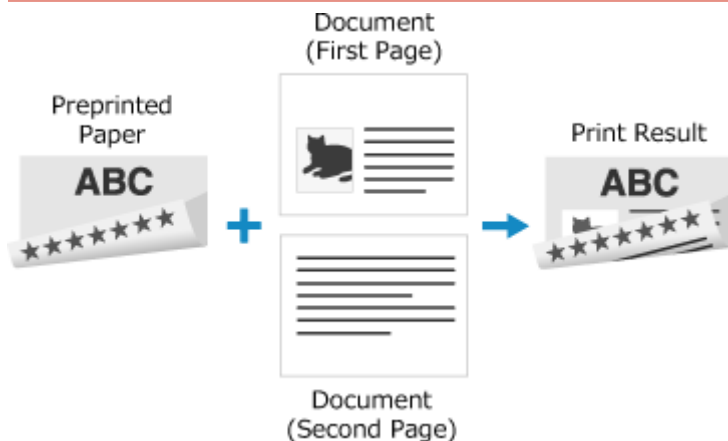 Document
(First Page)
Preprinted
Paper
ABC
Print Result
ABC
Document
(Second Page)